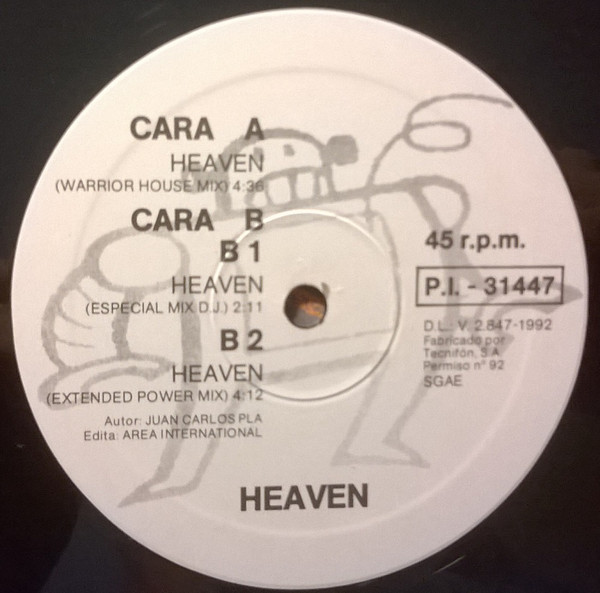 CARA A
HEAVEN
(WARRIOR HOUSE MIX) 4:36
CARA B
B 1
HEAVEN
(ESPECIAL MIX D.J.) 2:11
B 2
HEAVEN
(EXTENDED POWER MIX) 4:12
Autor: JUAN CARLOS PLA
Edita: AREA INTERNATIONAL
45 r.p.m.
P.I. - 31447
D.L.: V. 2.847-1992
Fabricado por
Tecnifón, S.A.
Permiso nº 92
SGAE
HEAVEN